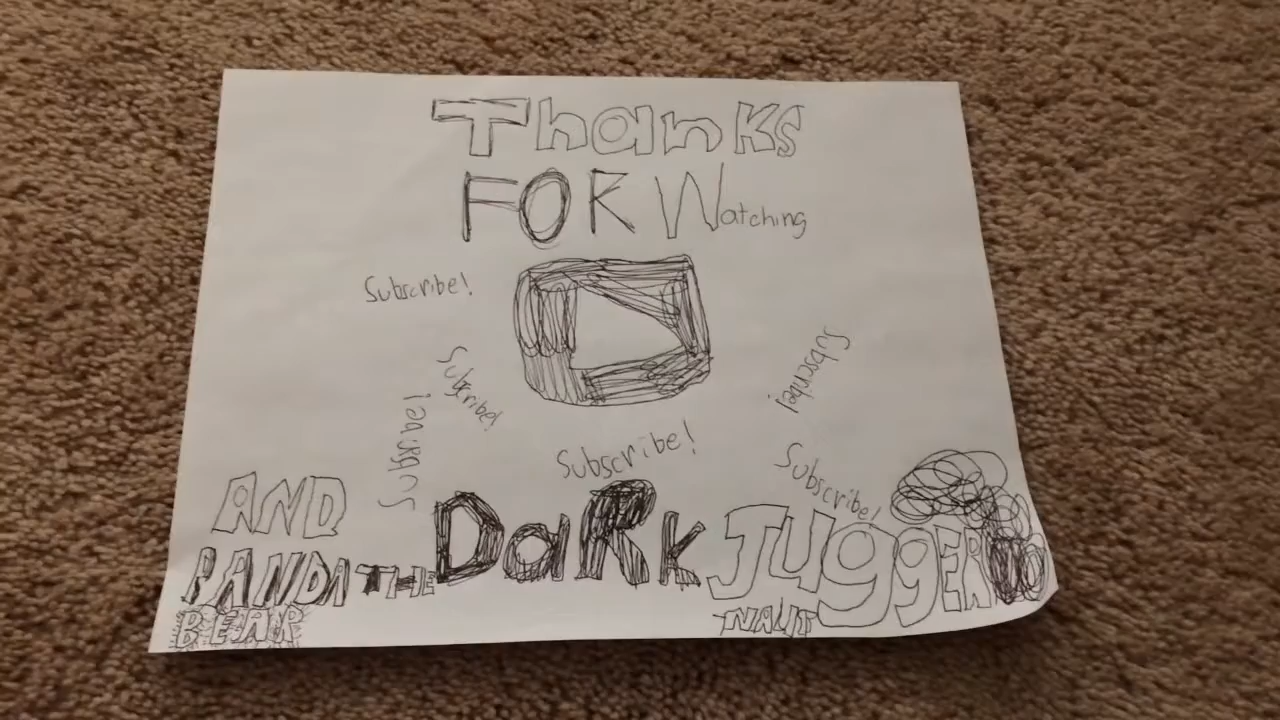 Thanks
FOR Watching
Subscribe!
Subscribe!
Subscribe!
Subscribe!
Subscribe!
Subscribe!
AND
PANDA THE
BEAR
DaRk
JUggER
NAUT